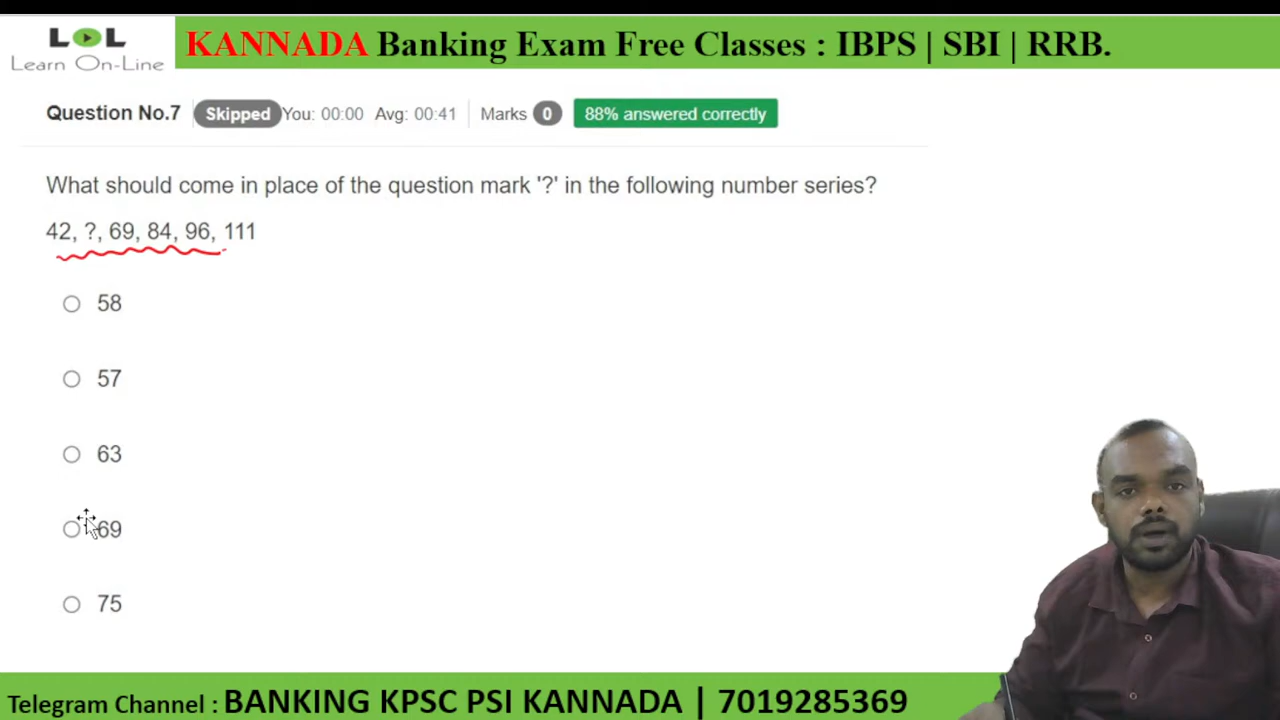 LOL
Learn On-Line
KANNADA Banking Exam Free Classes : IBPS | SBI | RRB.
Question No.7 Skipped You: 00:00 Avg: 00:41 Marks 0 88% answered correctly
What should come in place of the question mark '?' in the following number series?
42, ?, 69, 84, 96, 111
58
57
63
69
75
Telegram Channel : BANKING KPSC PSI KANNADA | 7019285369